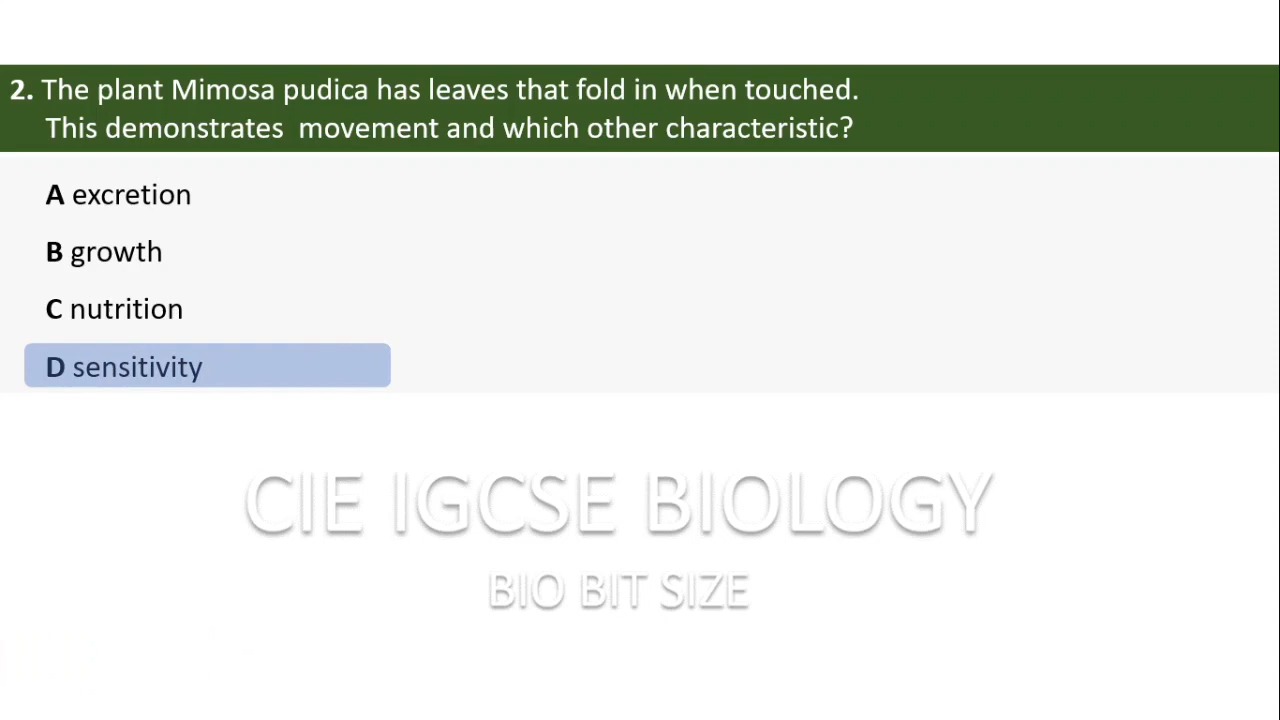 2. The plant Mimosa pudica has leaves that fold in when touched.
This demonstrates  movement and which other characteristic?
A excretion
B growth
C nutrition
D sensitivity
CIE IGCSE BIOLOGY
BIO BIT SIZE